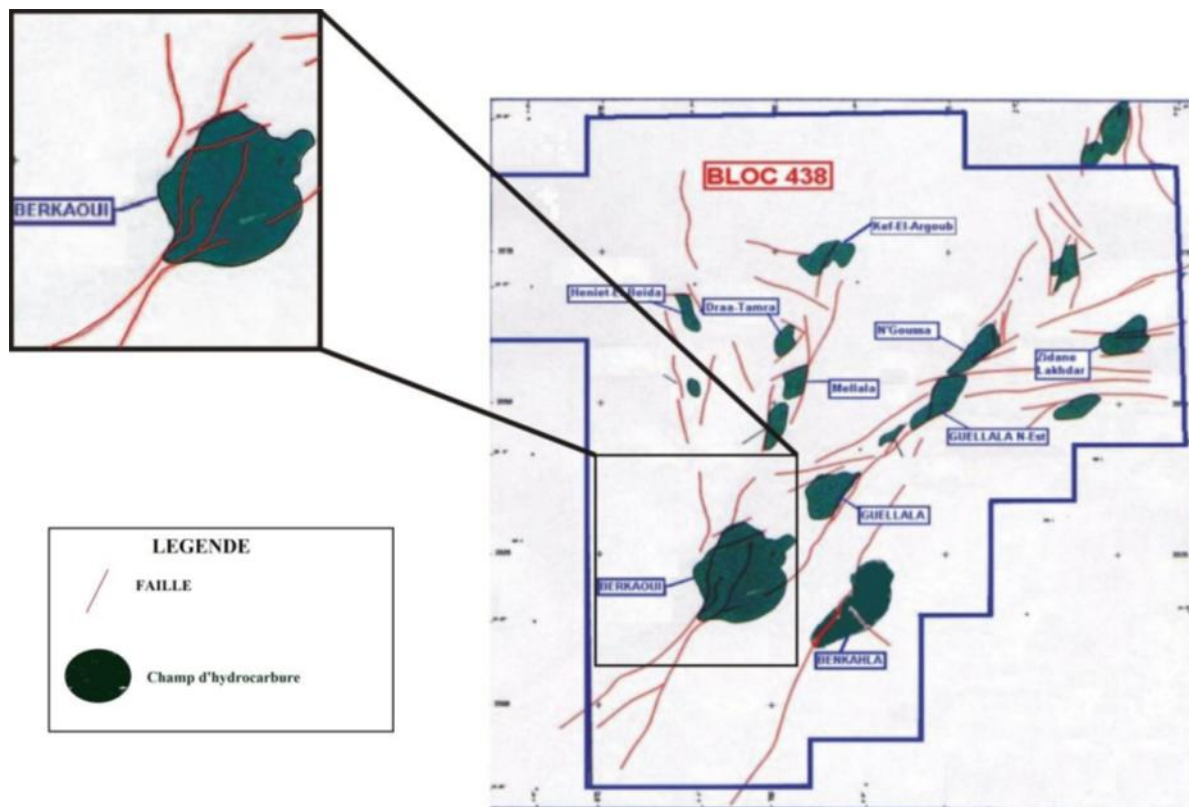 BERKAOUI
BLOC 438
Kef-El-Argoub
Draa-Tamra
N'Goussa
Zidane
Lakhdar
Mellala
GUELLALA N-Est
GUELLALA
BERKAOUI
BENKAHLA
LEGENDE
FAILLE
Champ d'hydrocarbure